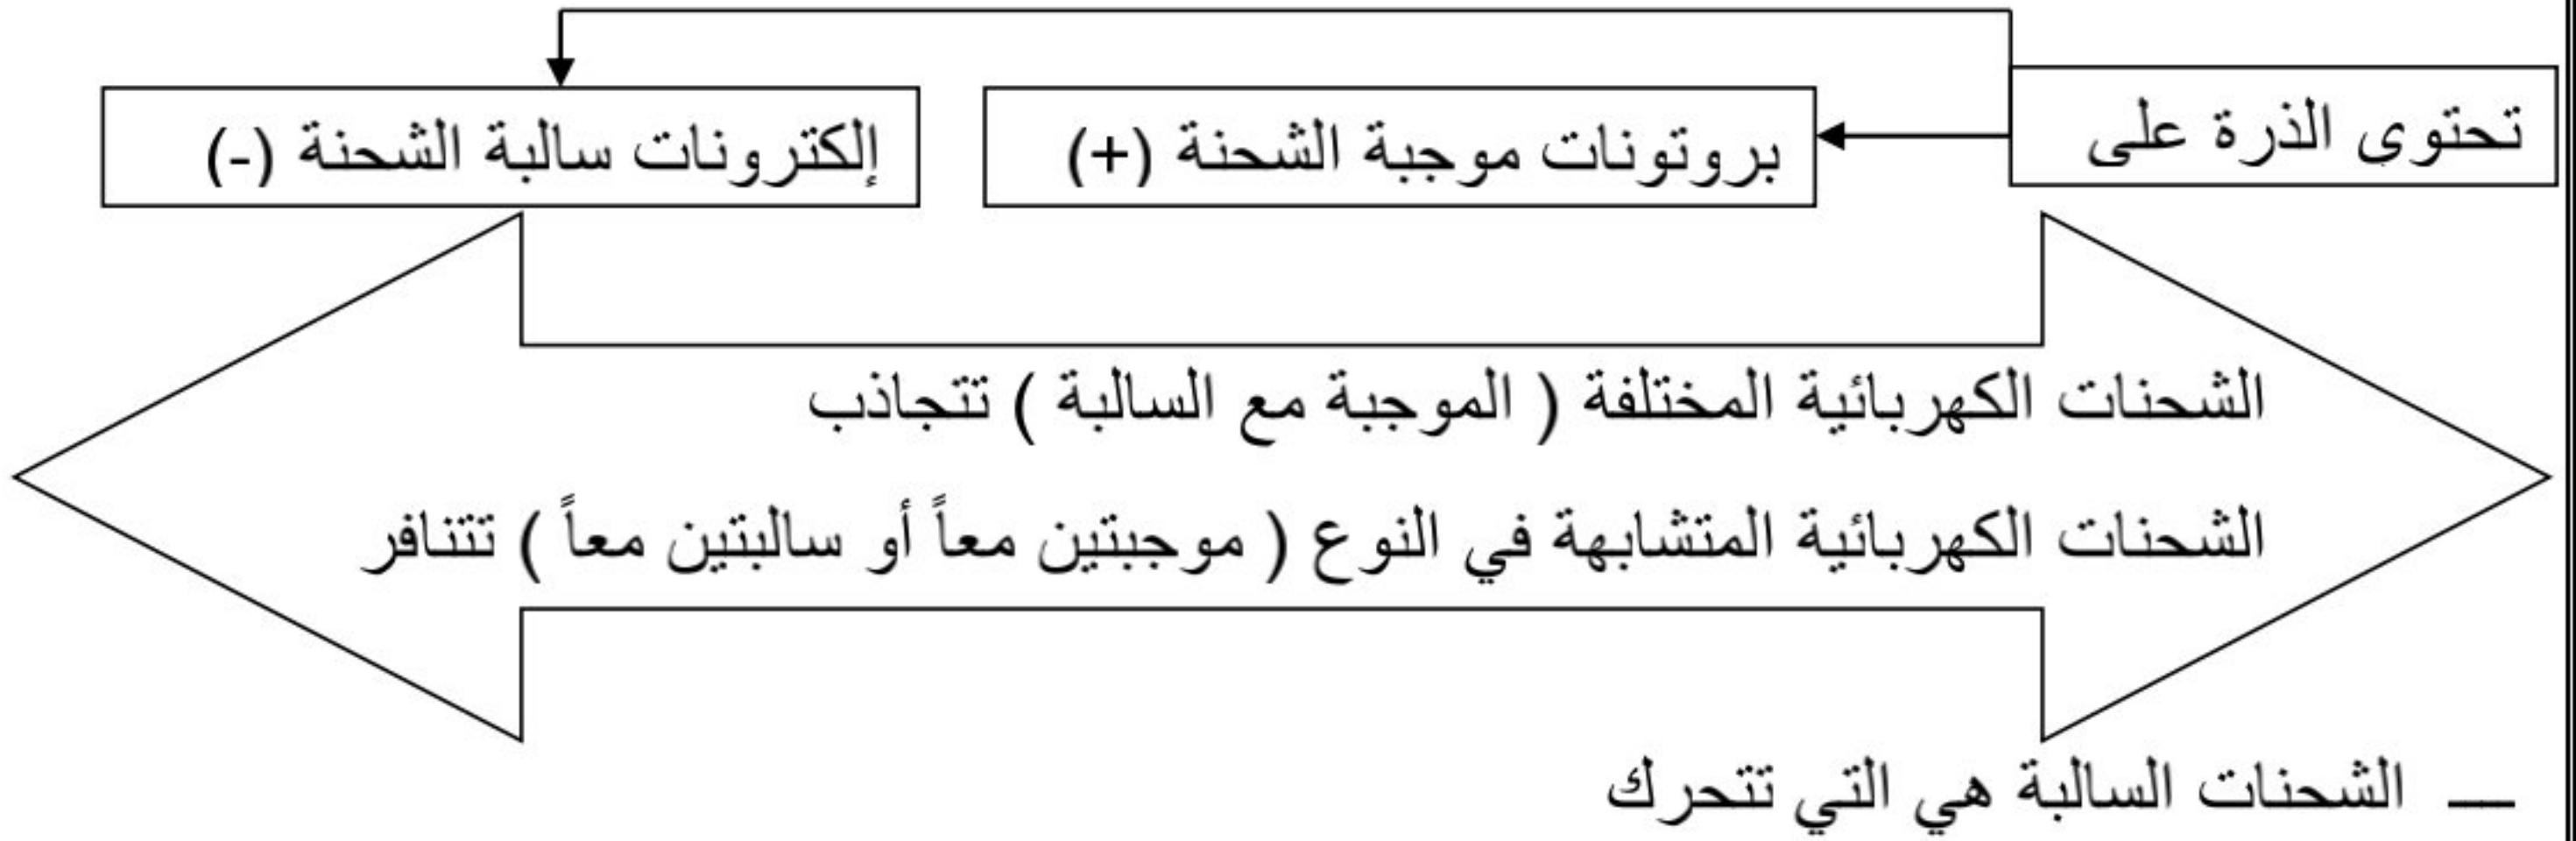 تحتوى الذرة على
بروتونات موجبة الشحنة (+)
إلكترونات سالبة الشحنة (-)
الشحنات الكهربائية المختلفة ( الموجبة مع السالبة ) تتجاذب
الشحنات الكهربائية المتشابهة في النوع ( موجبتين معاً أو سالبتين معاً ) تتنافر
— الشحنات السالبة هي التي تتحرك